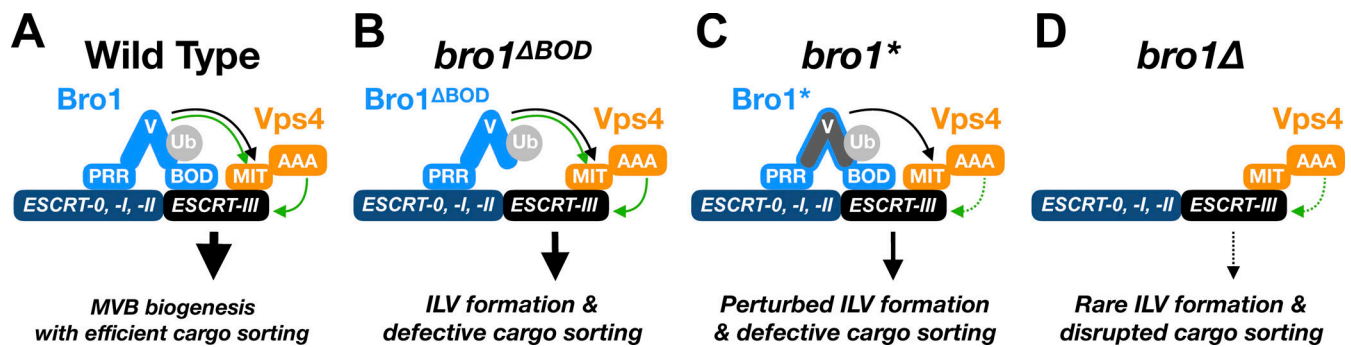 A
Wild Type
Bro1
V
Ub
Vps4
AAA
PRR
BOD
MIT
ESCRT-0, -I, -II
ESCRT-III
MVB biogenesis
with efficient cargo sorting
B
bro1ΔBOD
Bro1ΔBOD
V
Ub
Vps4
AAA
PRR
MIT
ESCRT-0, -I, -II
ESCRT-III
ILV formation &
defective cargo sorting
C
bro1*
Bro1*
V
Ub
Vps4
AAA
PRR
BOD
MIT
ESCRT-0, -I, -II
ESCRT-III
Perturbed ILV formation
& defective cargo sorting
D
bro1Δ
Vps4
AAA
MIT
ESCRT-0, -I, -II
ESCRT-III
Rare ILV formation &
disrupted cargo sorting